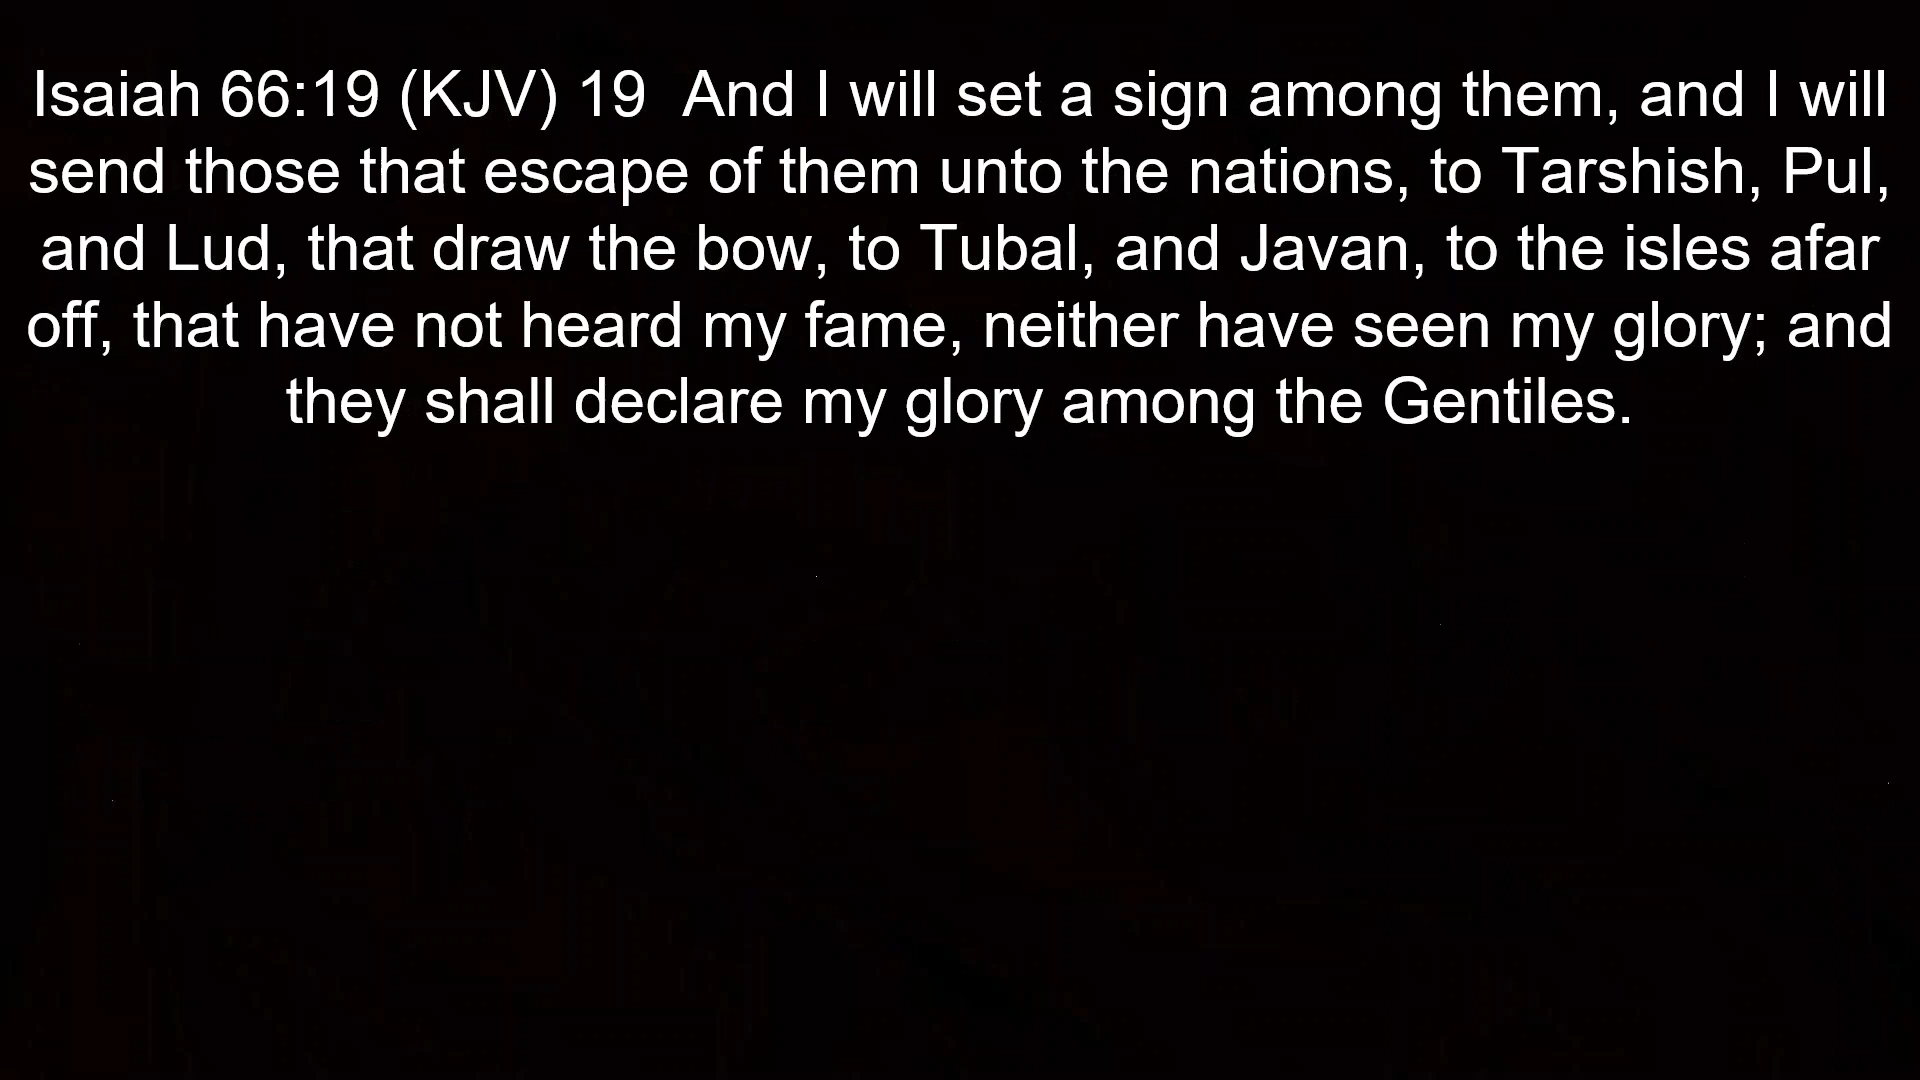 Isaiah 66:19 (KJV) 19  And I will set a sign among them, and I will
send those that escape of them unto the nations, to Tarshish, Pul,
and Lud, that draw the bow, to Tubal, and Javan, to the isles afar
off, that have not heard my fame, neither have seen my glory; and
they shall declare my glory among the Gentiles.